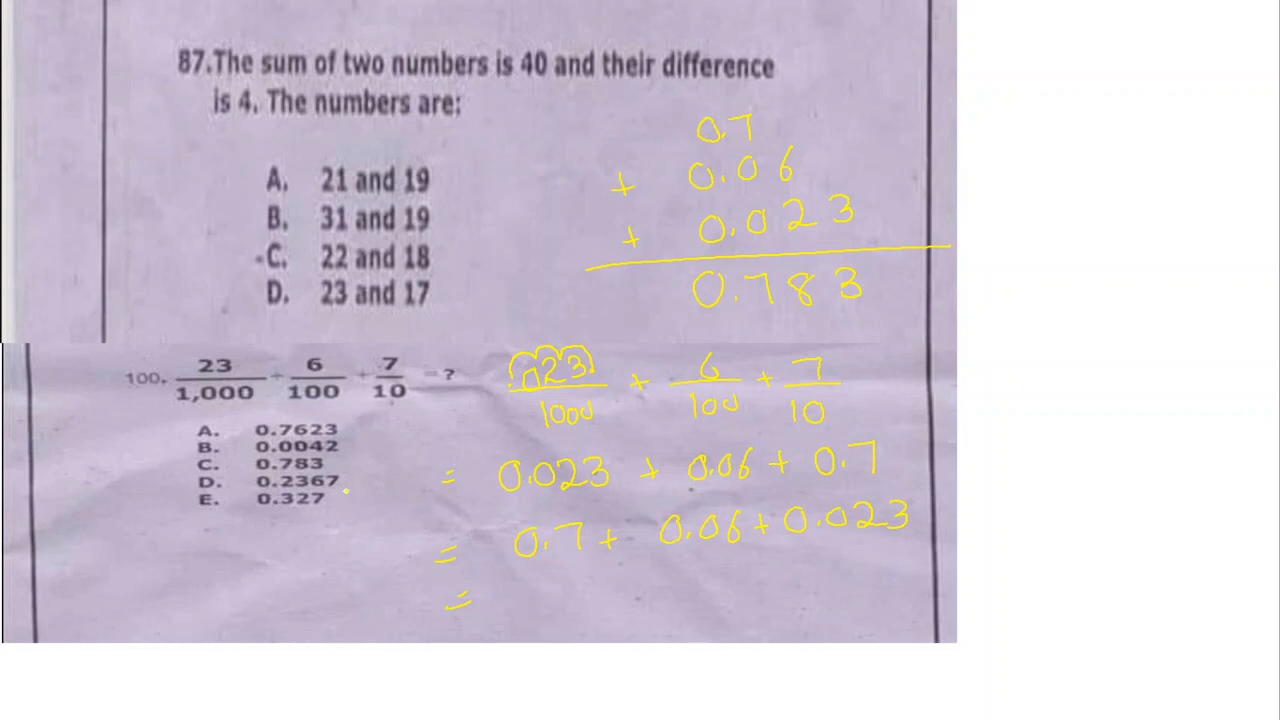 87.The sum of two numbers is 40 and their difference
is 4. The numbers are:
A. 21 and 19
B. 31 and 19
C. 22 and 18
D. 23 and 17
0.7
+ 0.06
+ 0.023
0.783
100. 23/1,000 + 6/100 + 7/10 = ?
A. 0.7623
B. 0.0042
C. 0.783
D. 0.2367
E. 0.327
.023/1000 + 6/100 + 7/10
= 0.023 + 0.06 + 0.7
= 0.7 + 0.06 + 0.023
=